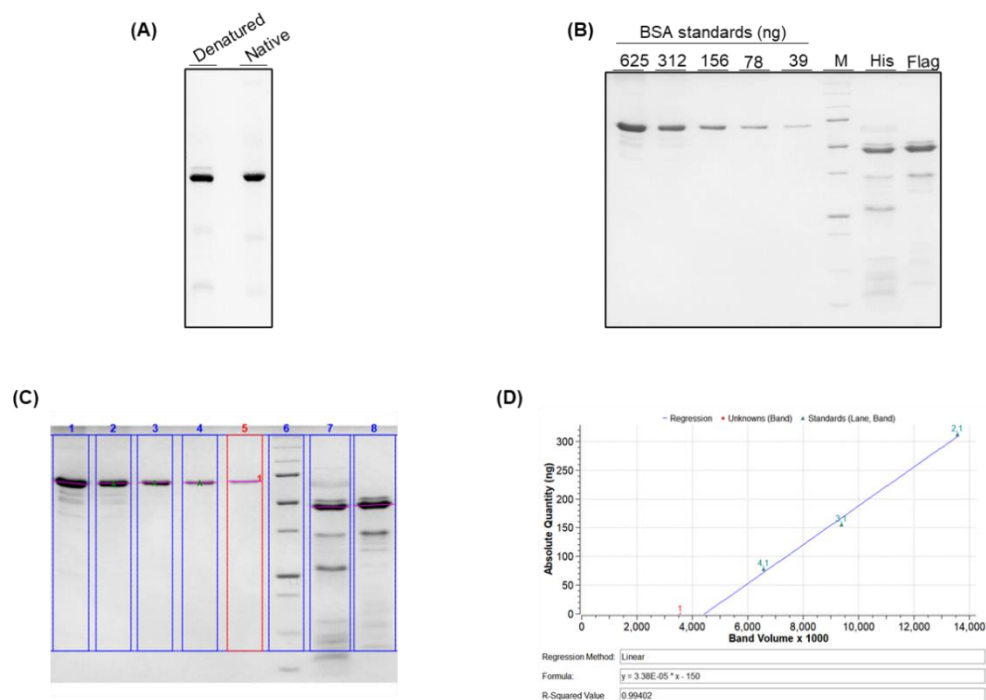 (A)
Denatured
Native
(B)
BSA standards (ng)
625 312 156 78 39 M His Flag
(C)
1 2 3 4 5 6 7 8
1
(D)
Regression Unknowns (Band) Standards (Lane, Band)
Absolute Quantity (ng)
300
250
200
150
100
50
0
2,1
3,1
4,1
1
0 2,000 4,000 6,000 8,000 10,000 12,000 14,000
Band Volume x 1000
Regression Method: Linear
Formula: y = 3.38E-05 * x - 150
R-Squared Value 0.99402